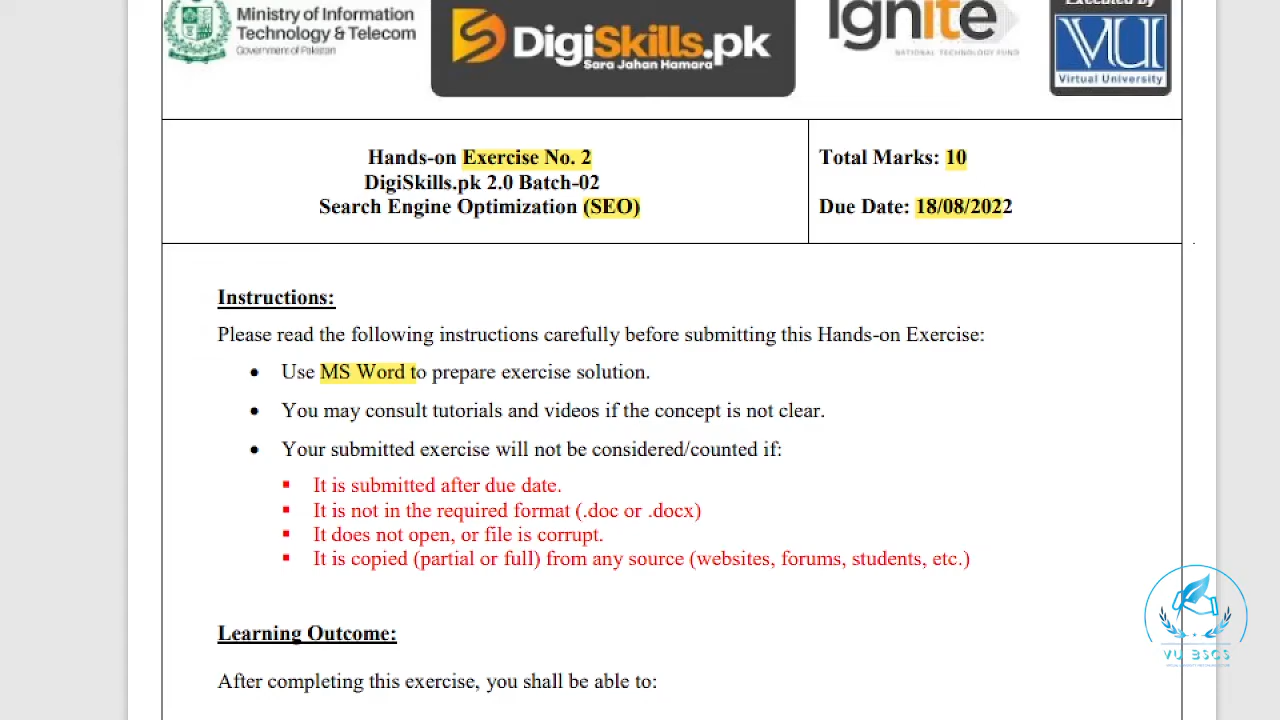 Ministry of Information
Technology & Telecom
Government of Pakistan
DigiSkills.pk
Sara Jahan Hamara
Ignite
NATIONAL TECHNOLOGY FUND
Executed by
VU
Virtual University
Hands-on Exercise No. 2
DigiSkills.pk 2.0 Batch-02
Search Engine Optimization (SEO)
Total Marks: 10
Due Date: 18/08/2022
Instructions:
Please read the following instructions carefully before submitting this Hands-on Exercise:
• Use MS Word to prepare exercise solution.
• You may consult tutorials and videos if the concept is not clear.
• Your submitted exercise will not be considered/counted if:
▪ It is submitted after due date.
▪ It is not in the required format (.doc or .docx)
▪ It does not open, or file is corrupt.
▪ It is copied (partial or full) from any source (websites, forums, students, etc.)
VU BSCS
Learning Outcome:
After completing this exercise, you shall be able to: